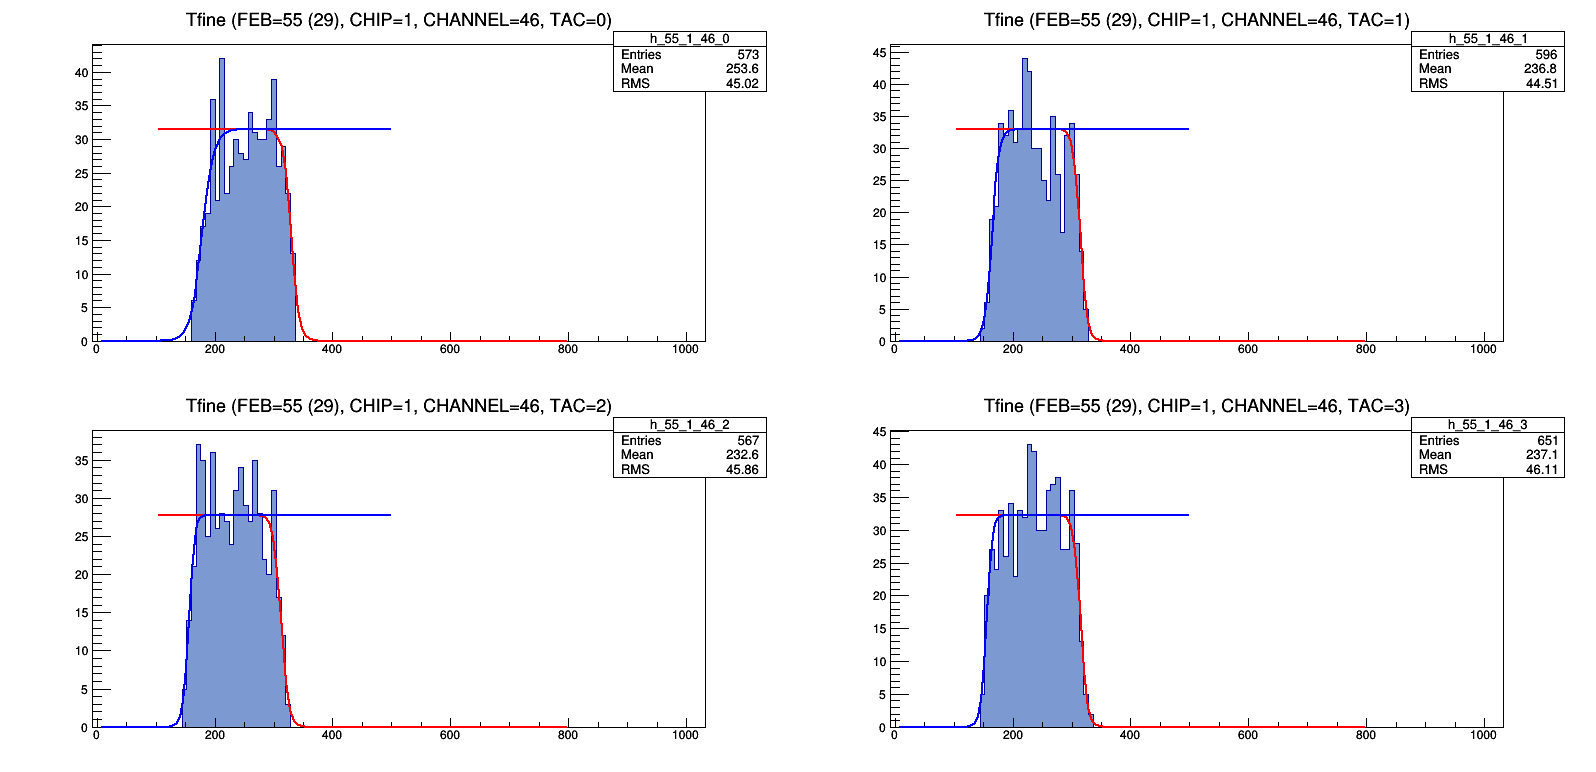 Tfine (FEB=55 (29), CHIP=1, CHANNEL=46, TAC=0)
h_55_1_46_0
Entries 573
Mean 253.6
RMS 45.02
40
35
30
25
20
15
10
5
0
0 200 400 600 800 1000
Tfine (FEB=55 (29), CHIP=1, CHANNEL=46, TAC=1)
h_55_1_46_1
Entries 596
Mean 236.8
RMS 44.51
45
40
35
30
25
20
15
10
5
0
0 200 400 600 800 1000
Tfine (FEB=55 (29), CHIP=1, CHANNEL=46, TAC=2)
h_55_1_46_2
Entries 567
Mean 232.6
RMS 45.86
35
30
25
20
15
10
5
0
0 200 400 600 800 1000
Tfine (FEB=55 (29), CHIP=1, CHANNEL=46, TAC=3)
h_55_1_46_3
Entries 651
Mean 237.1
RMS 46.11
45
40
35
30
25
20
15
10
5
0
0 200 400 600 800 1000